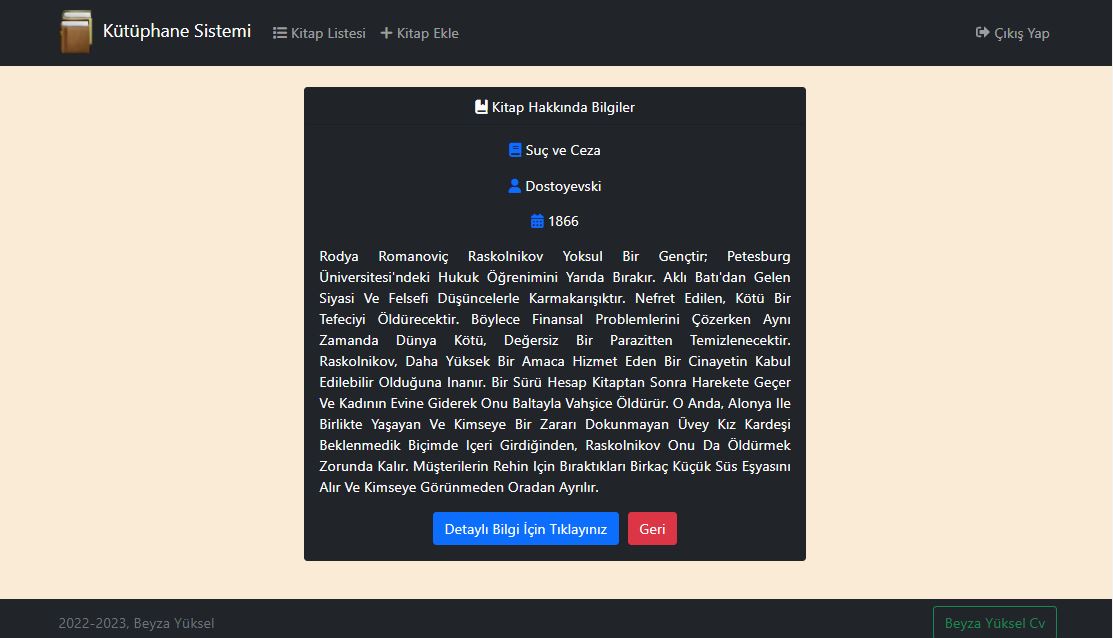 Kütüphane Sistemi Kitap Listesi Kitap Ekle Çıkış Yap
Kitap Hakkında Bilgiler
Suç ve Ceza
Dostoyevski
1866
Rodya Romanoviç Raskolnikov Yoksul Bir Gençtir; Petesburg
Üniversitesi'ndeki Hukuk Öğrenimini Yarıda Bırakır. Aklı Batı'dan Gelen
Siyasi Ve Felsefi Düşüncelerle Karmakarışıktır. Nefret Edilen, Kötü Bir
Tefeciyi Öldürecektir. Böylece Finansal Problemlerini Çözerken Aynı
Zamanda Dünya Kötü, Değersiz Bir Parazitten Temizlenecektir.
Raskolnikov, Daha Yüksek Bir Amaca Hizmet Eden Bir Cinayetin Kabul
Edilebilir Olduğuna Inanır. Bir Sürü Hesap Kitaptan Sonra Harekete Geçer
Ve Kadının Evine Giderek Onu Baltayla Vahşice Öldürür. O Anda, Alonya Ile
Birlikte Yaşayan Ve Kimseye Bir Zararı Dokunmayan Üvey Kız Kardeşi
Beklenmedik Biçimde Içeri Girdiğinden, Raskolnikov Onu Da Öldürmek
Zorunda Kalır. Müşterilerin Rehin Için Bıraktıkları Birkaç Küçük Süs Eşyasını
Alır Ve Kimseye Görünmeden Oradan Ayrılır.
Detaylı Bilgi İçin Tıklayınız Geri
2022-2023, Beyza Yüksel Beyza Yüksel Cv